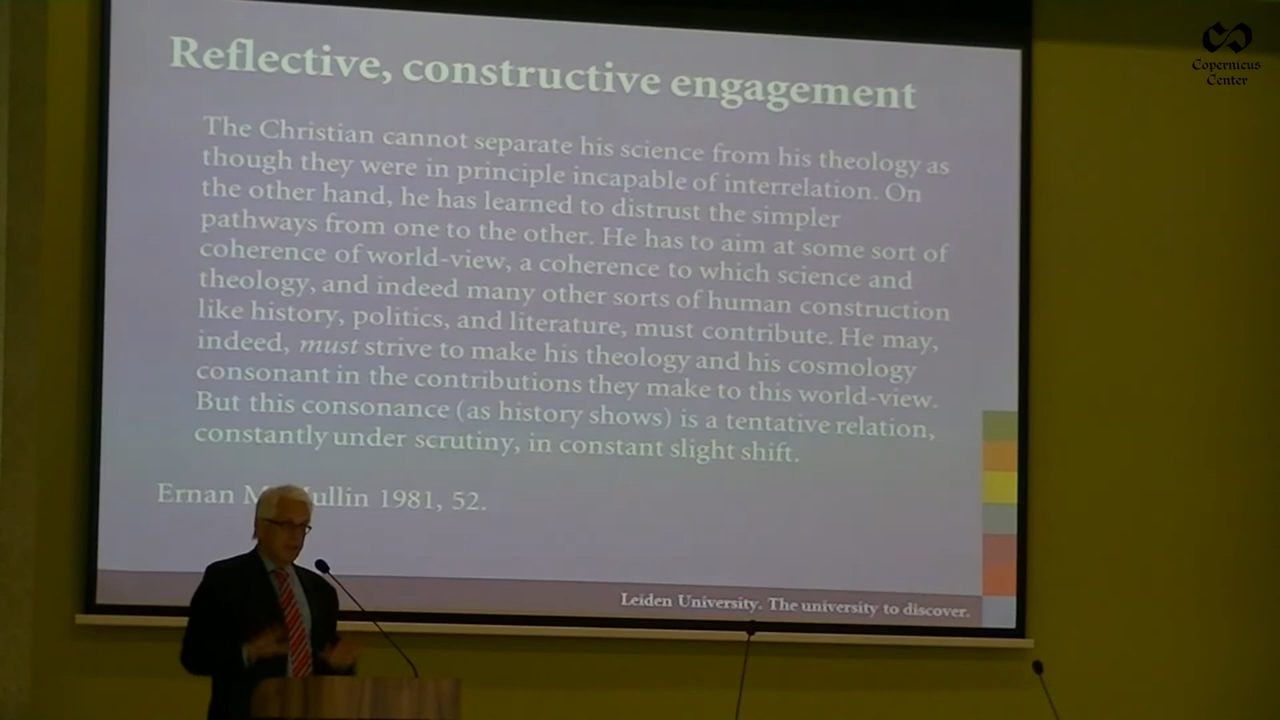 Reflective, constructive engagement
The Christian cannot separate his science from his theology as
though they were in principle incapable of interrelation. On
the other hand, he has learned to distrust the simpler
pathways from one to the other. He has to aim at some sort of
coherence of world-view, a coherence to which science and
theology, and indeed many other sorts of human construction
like history, politics, and literature, must contribute. He may,
indeed, must strive to make his theology and his cosmology
consonant in the contributions they make to this world-view.
But this consonance (as history shows) is a tentative relation,
constantly under scrutiny, in constant slight shift.
Ernan 1981, 52.
Leiden University. The university to discover.
Copernicus
Center